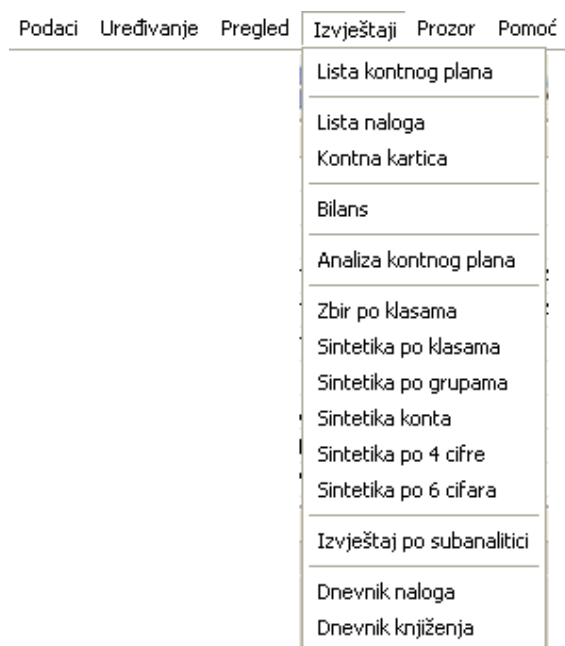 Podaci Uređivanje Pregled Izvještaji Prozor Pomoć
Lista kontnog plana
Lista naloga
Kontna kartica
Bilans
Analiza kontnog plana
Zbir po klasama
Sintetika po klasama
Sintetika po grupama
Sintetika konta
Sintetika po 4 cifre
Sintetika po 6 cifara
Izvještaj po subanalitici
Dnevnik naloga
Dnevnik knjiženja